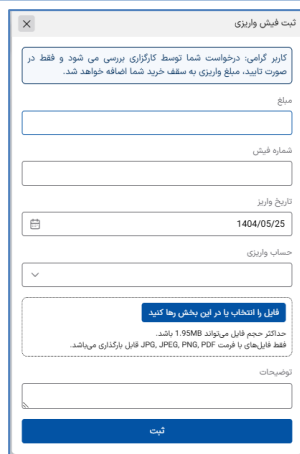 ثبت فیش واریزی
کاربر گرامی: درخواست شما توسط کارگزاری بررسی می شود و فقط در
صورت تایید، مبلغ واریزی به سقف خرید شما اضافه خواهد شد.
مبلغ
شماره فیش
تاریخ واریز
1404/05/25
حساب واریزی
فایل را انتخاب یا در این بخش رها کنید
حداکثر حجم فایل می‌تواند 1.95MB باشد.
فقط فایل‌های با فرمت JPG, JPEG, PNG, PDF قابل بارگذاری می‌باشد.
توضیحات
ثبت